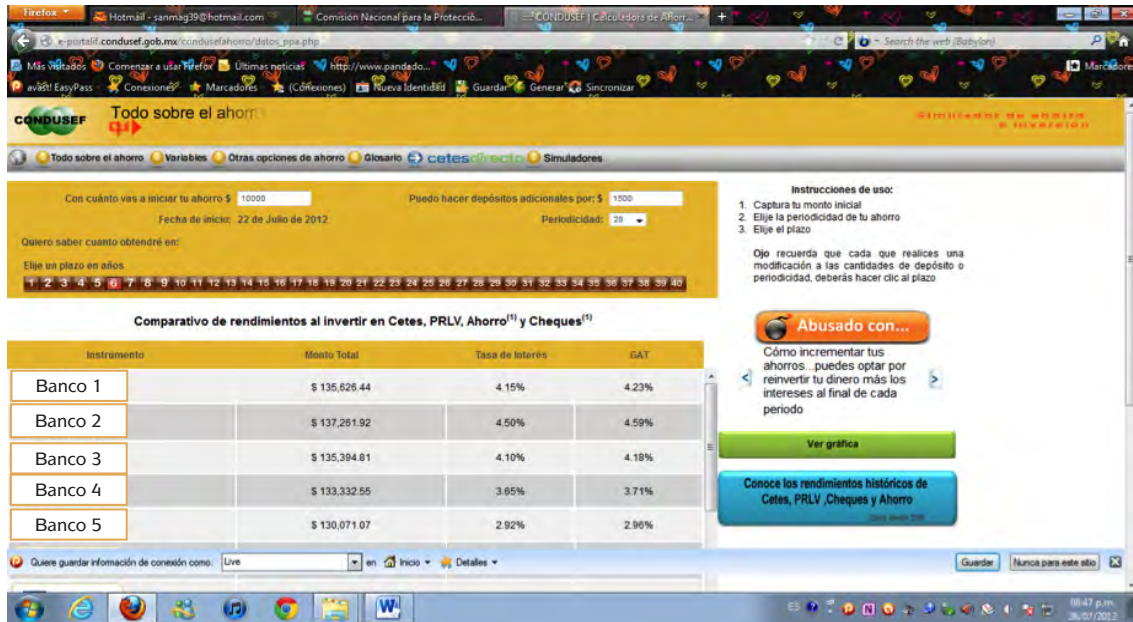 Firefox
Hotmail - sanmag39@hotmail.com
Comisión Nacional para la Protecció...
CONDUSEF | Calculadora de Ahorr...
e-portalif.condusef.gob.mx/condusefahorro/datos_ppa.php
Search the web (Babylon)
Más visitados Comenzar a usar Firefox Últimas noticias http://www.pandado... Marcadores
avast! EasyPass Conexiones Marcadores (Conexiones) Nueva Identidad Guardar Generar Sincronizar
CONDUSEF
Todo sobre el ahorro
Simulador de ahorro
e inversión
Todo sobre el ahorro Variables Otras opciones de ahorro Glosario cetesdirecto Simuladores
Con cuánto vas a iniciar tu ahorro $ 10000 Puedo hacer depósitos adicionales por: $ 1500
Fecha de inicio: 22 de Julio de 2012 Periodicidad: 28
Quiero saber cuanto obtendré en:
Elije un plazo en años
1 2 3 4 5 6 7 8 9 10 11 12 13 14 15 16 17 18 19 20 21 22 23 24 25 26 27 28 29 30 31 32 33 34 35 36 37 38 39 40
Comparativo de rendimientos al invertir en Cetes, PRLV, Ahorro(1) y Cheques(1)
Instrumento Monto Total Tasa de Interés GAT
Banco 1 $ 135,626.44 4.15% 4.23%
Banco 2 $ 137,261.92 4.50% 4.59%
Banco 3 $ 135,394.81 4.10% 4.18%
Banco 4 $ 133,332.55 3.65% 3.71%
Banco 5 $ 130,071.07 2.92% 2.96%
Instrucciones de uso:
1. Captura tu monto inicial
2. Elije la periodicidad de tu ahorro
3. Elije el plazo
Ojo recuerda que cada que realices una
modificación a las cantidades de depósito o
periodicidad, deberás hacer clic al plazo
Abusado con...
Cómo incrementar tus
ahorros...puedes optar por
reinvertir tu dinero más los
intereses al final de cada
periodo
Ver gráfica
Conoce los rendimientos históricos de
Cetes, PRLV ,Cheques y Ahorro
Quiere guardar información de conexión como: Live en Inicio Detalles Guardar Nunca para este sitio
ES
08:47 p.m.
26/07/2012